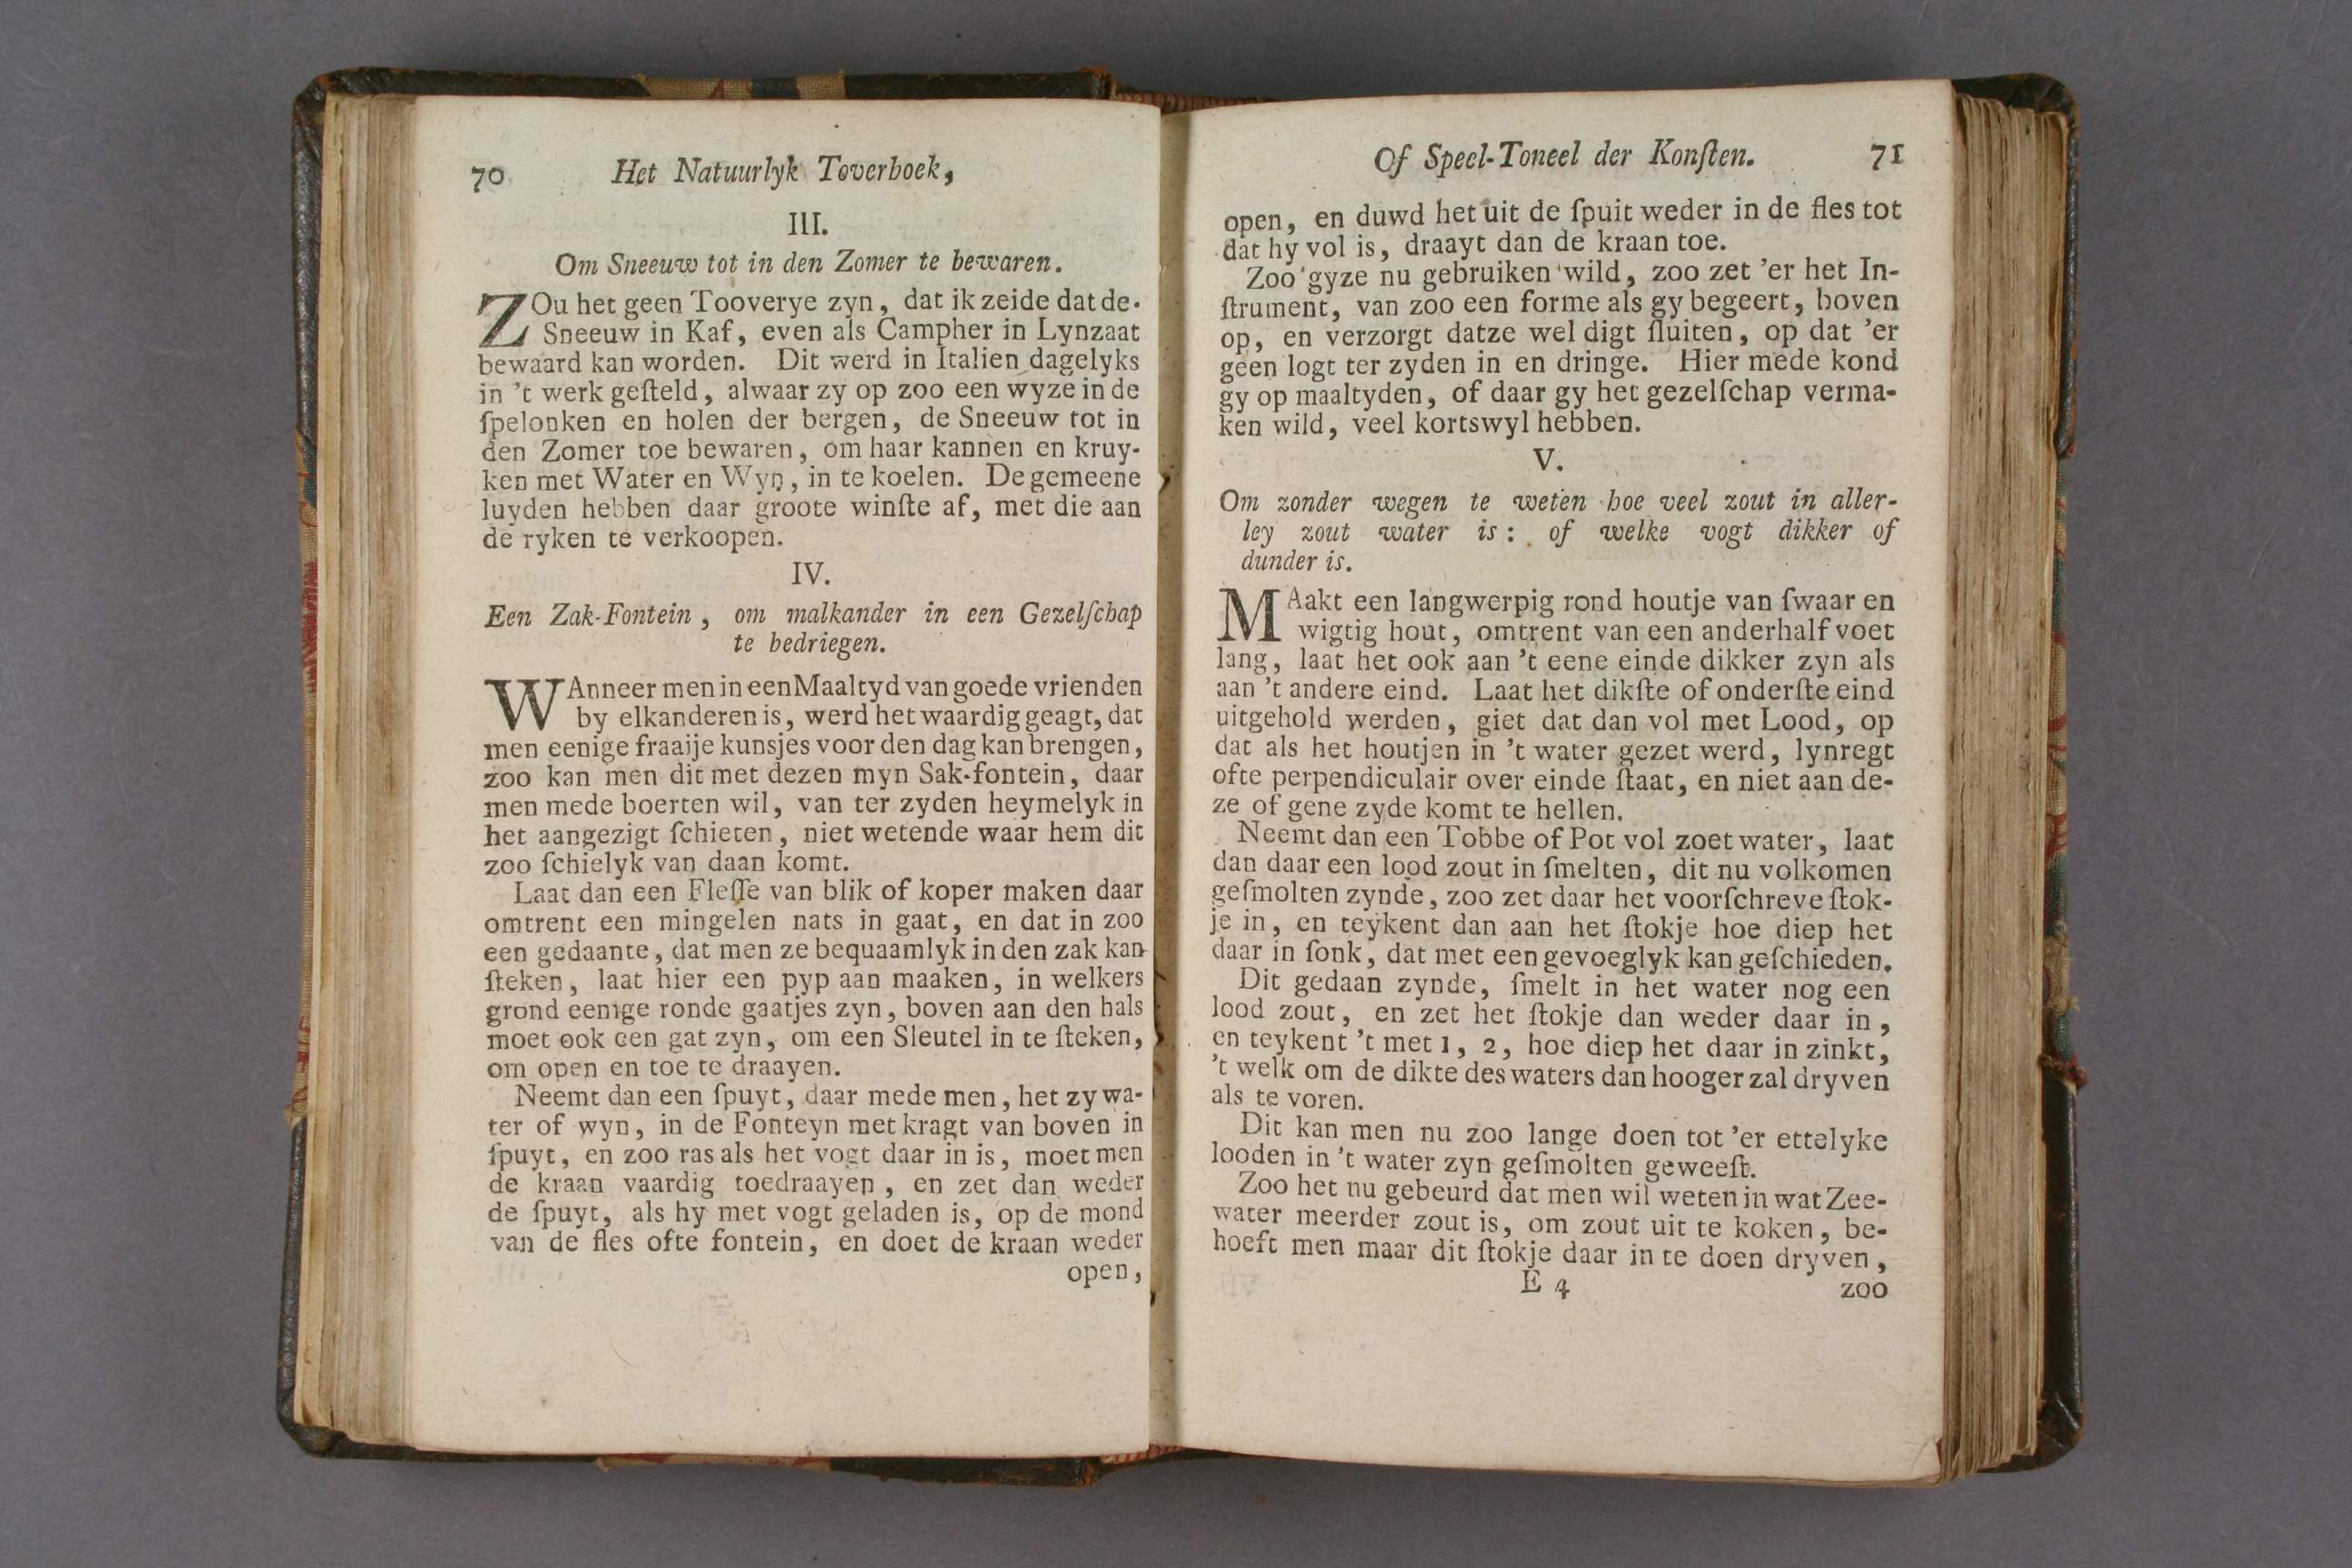 70 Het Natuurlyk Toverboek,
III.
Om Sneeuw tot in den Zomer te bewaren.
ZOu het geen Tooverye zyn, dat ik zeide dat de
Sneeuw in Kaf, even als Campher in Lynzaat
bewaard kan worden. Dit werd in Italien dagelyks
in 't werk geſteld, alwaar zy op zoo een wyze in de
ſpelonken en holen der bergen, de Sneeuw tot in
den Zomer toe bewaren, om haar kannen en kruy-
ken met Water en Wyn, in te koelen. De gemeene
luyden hebben daar groote winſte af, met die aan
de ryken te verkoopen.
IV.
Een Zak-Fontein, om malkander in een Gezelſchap
te bedriegen.
WAnneer men in een Maaltyd van goede vrienden
by elkanderen is, werd het waardig geagt, dat
men eenige fraaije kunsjes voor den dag kan brengen,
zoo kan men dit met dezen myn Sak-fontein, daar
men mede boerten wil, van ter zyden heymelyk in
het aangezigt ſchieten, niet wetende waar hem dit
zoo ſchielyk van daan komt.
Laat dan een Fleſſe van blik of koper maken daar
omtrent een mingelen nats in gaat, en dat in zoo
een gedaante, dat men ze bequaamlyk in den zak kan
ſteken, laat hier een pyp aan maaken, in welkers
grond eenige ronde gaatjes zyn, boven aan den hals
moet ook een gat zyn, om een Sleutel in te ſteken,
om open en toe te draayen.
Neemt dan een ſpuyt, daar mede men, het zy wa-
ter of wyn, in de Fonteyn met kragt van boven in
ſpuyt, en zoo ras als het vogt daar in is, moet men
de kraan vaardig toedraayen, en zet dan weder
de ſpuyt, als hy met vogt geladen is, op de mond
van de fles ofte fontein, en doet de kraan weder
open,
Of Speel-Toneel der Konſten. 71
open, en duwd het uit de ſpuit weder in de fles tot
dat hy vol is, draayt dan de kraan toe.
Zoo gyze nu gebruiken wild, zoo zet 'er het In-
ſtrument, van zoo een forme als gy begeert, boven
op, en verzorgt datze wel digt ſluiten, op dat 'er
geen logt ter zyden in en dringe. Hier mede kond
gy op maaltyden, of daar gy het gezelſchap verma-
ken wild, veel kortswyl hebben.
V.
Om zonder wegen te weten hoe veel zout in aller-
ley zout water is: of welke vogt dikker of
dunder is.
MAakt een langwerpig rond houtje van ſwaar en
wigtig hout, omtrent van een anderhalf voet
lang, laat het ook aan 't eene einde dikker zyn als
aan 't andere eind. Laat het dikſte of onderſte eind
uitgehold werden, giet dat dan vol met Lood, op
dat als het houtjen in 't water gezet werd, lynregt
ofte perpendiculair over einde ſtaat, en niet aan de-
ze of gene zyde komt te hellen.
Neemt dan een Tobbe of Pot vol zoet water, laat
dan daar een lood zout in ſmelten, dit nu volkomen
geſmolten zynde, zoo zet daar het voorſchreve ſtok-
je in, en teykent dan aan het ſtokje hoe diep het
daar in ſonk, dat met een gevoeglyk kan geſchieden.
Dit gedaan zynde, ſmelt in het water nog een
lood zout, en zet het ſtokje dan weder daar in,
en teykent 't met 1, 2, hoe diep het daar in zinkt,
't welk om de dikte des waters dan hooger zal dryven
als te voren.
Dit kan men nu zoo lange doen tot 'er ettelyke
looden in 't water zyn geſmolten geweeſt.
Zoo het nu gebeurd dat men wil weten in wat Zee-
water meerder zout is, om zout uit te koken, be-
hoeft men maar dit ſtokje daar in te doen dryven,
E 4 zoo